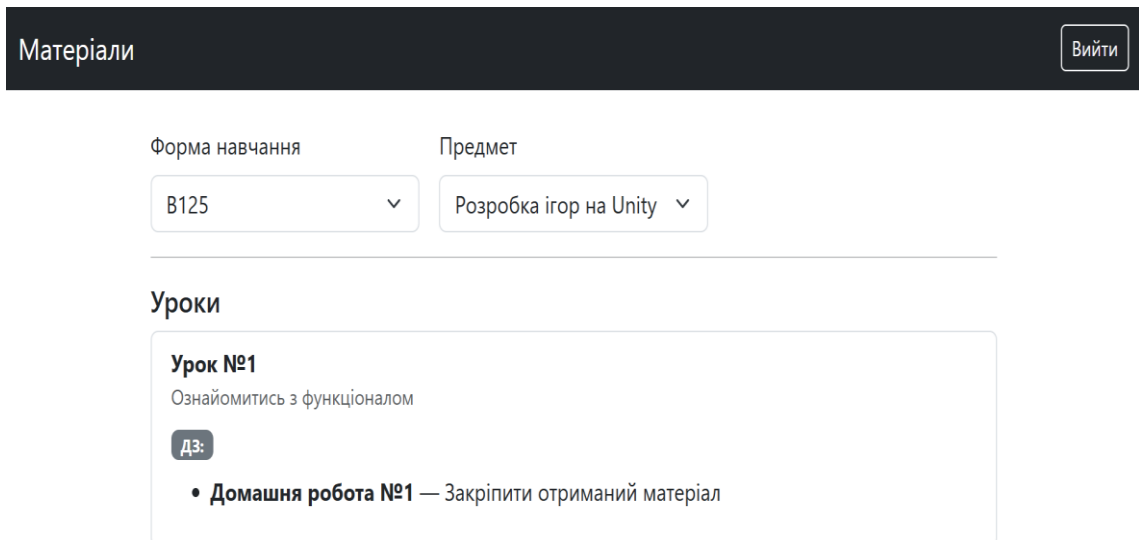 Матеріали
Вийти
Форма навчання
Предмет
В125
Розробка ігор на Unity
Уроки
Урок №1
Ознайомитись з функціоналом
ДЗ:
• Домашня робота №1 — Закріпити отриманий матеріал